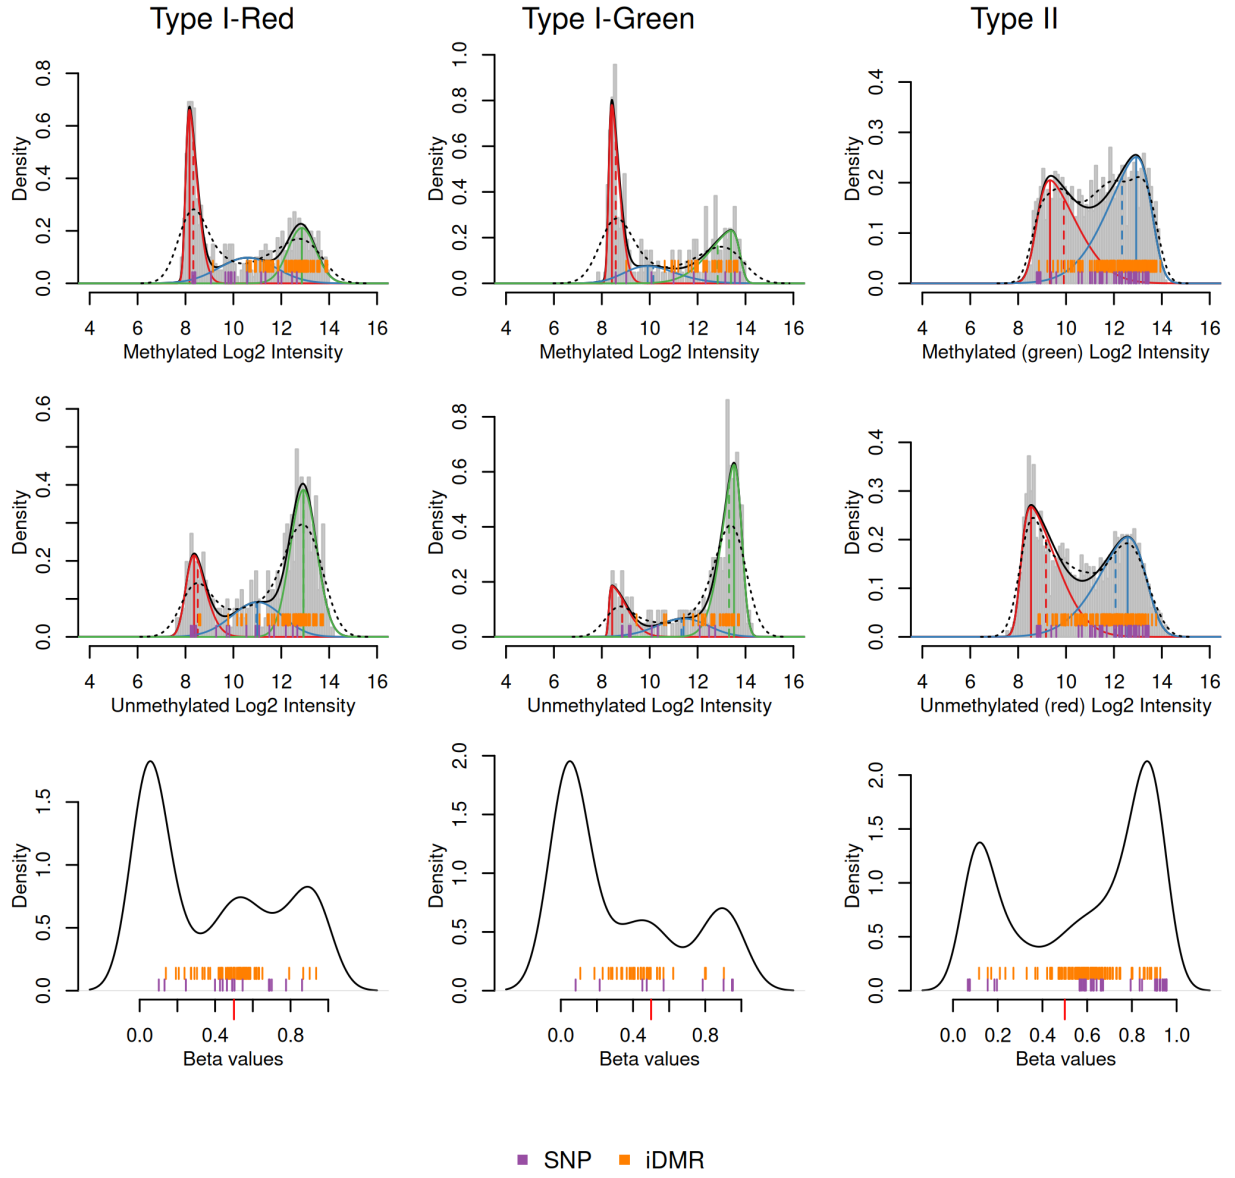 Type I-Red Type I-Green Type II
Density 0.0 0.2 0.4 0.6 0.8
4 6 8 10 12 14 16
Methylated Log2 Intensity
Density 0.0 0.2 0.4 0.6 0.8 1.0
4 6 8 10 12 14 16
Methylated Log2 Intensity
Density 0.0 0.1 0.2 0.3 0.4
4 6 8 10 12 14 16
Methylated (green) Log2 Intensity
Density 0.0 0.2 0.4 0.6
4 6 8 10 12 14 16
Unmethylated Log2 Intensity
Density 0.0 0.2 0.4 0.6 0.8
4 6 8 10 12 14 16
Unmethylated Log2 Intensity
Density 0.0 0.1 0.2 0.3 0.4
4 6 8 10 12 14 16
Unmethylated (red) Log2 Intensity
Density 0.0 0.5 1.0 1.5
0.0 0.4 0.8
Beta values
Density 0.0 0.5 1.0 1.5 2.0
0.0 0.4 0.8
Beta values
Density 0.0 0.5 1.0 1.5 2.0
0.0 0.2 0.4 0.6 0.8 1.0
Beta values
SNP iDMR